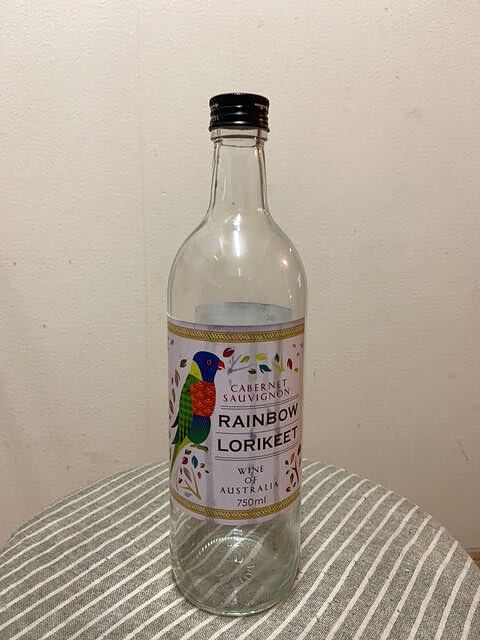 CABERNET
SAUVIGNON
RAINBOW
LORIKEET
WINE
OF
AUSTRALIA
750ml